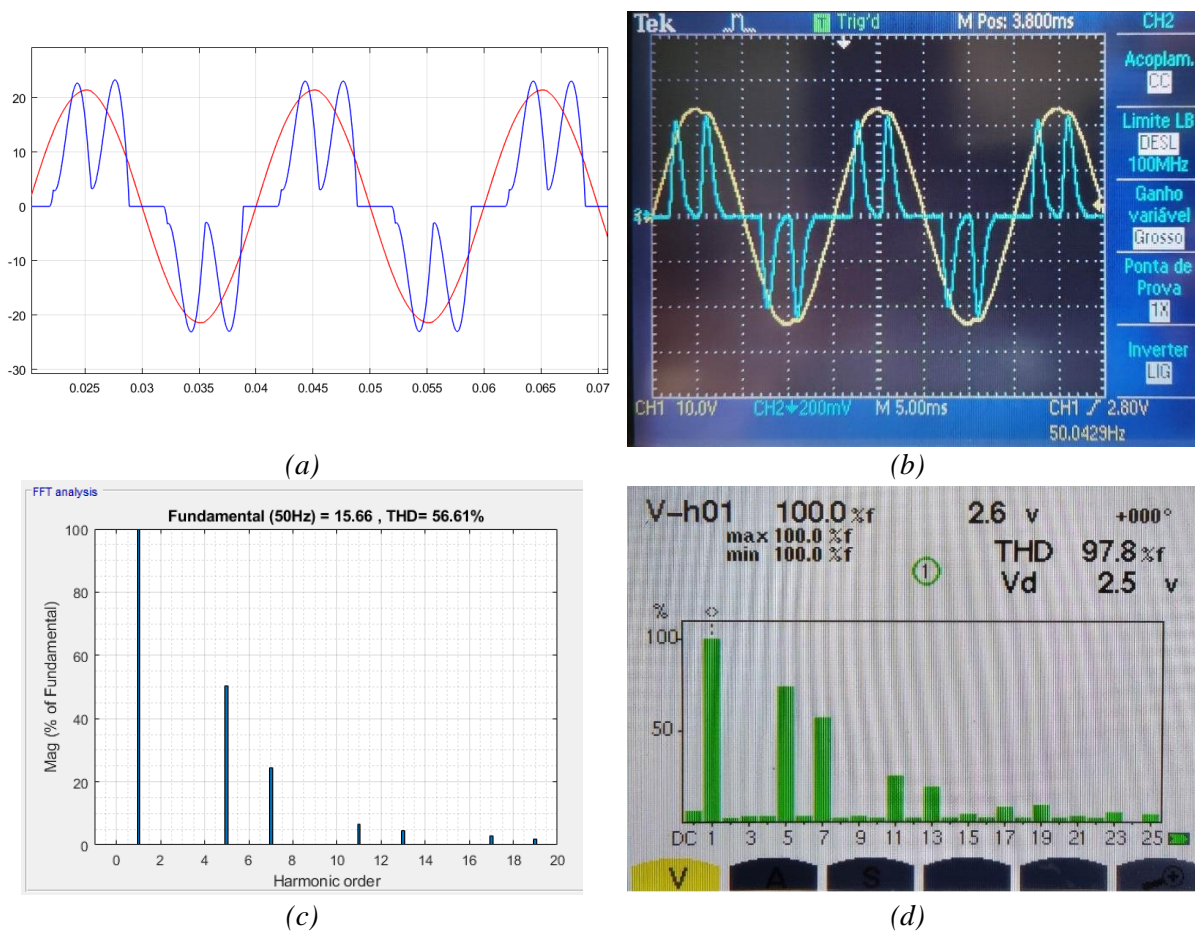 20
10
0
-10
-20
-30
0.025 0.03 0.035 0.04 0.045 0.05 0.055 0.06 0.065 0.07
(a)
Tek Trig'd M Pos: 3.800ms CH2
Acoplam.
CC
Limite LB
DESL
100MHz
Ganho
variável
Grosso
Ponta de
Prova
1X
Inverter
LIG
CH1 10.0V CH2 200mV M 5.00ms CH1 2.80V
50.0429Hz
(b)
FFT analysis
Fundamental (50Hz) = 15.66 , THD= 56.61%
Mag (% of Fundamental)
100
80
60
40
20
0
0 2 4 6 8 10 12 14 16 18 20
Harmonic order
(c)
V-h01 100.0 %f 2.6 v +000°
max 100.0 %f
min 100.0 %f
THD 97.8 %f
1
Vd 2.5 v
%
100
50
DC 1 3 5 7 9 11 13 15 17 19 21 23 25
V A S
(d)